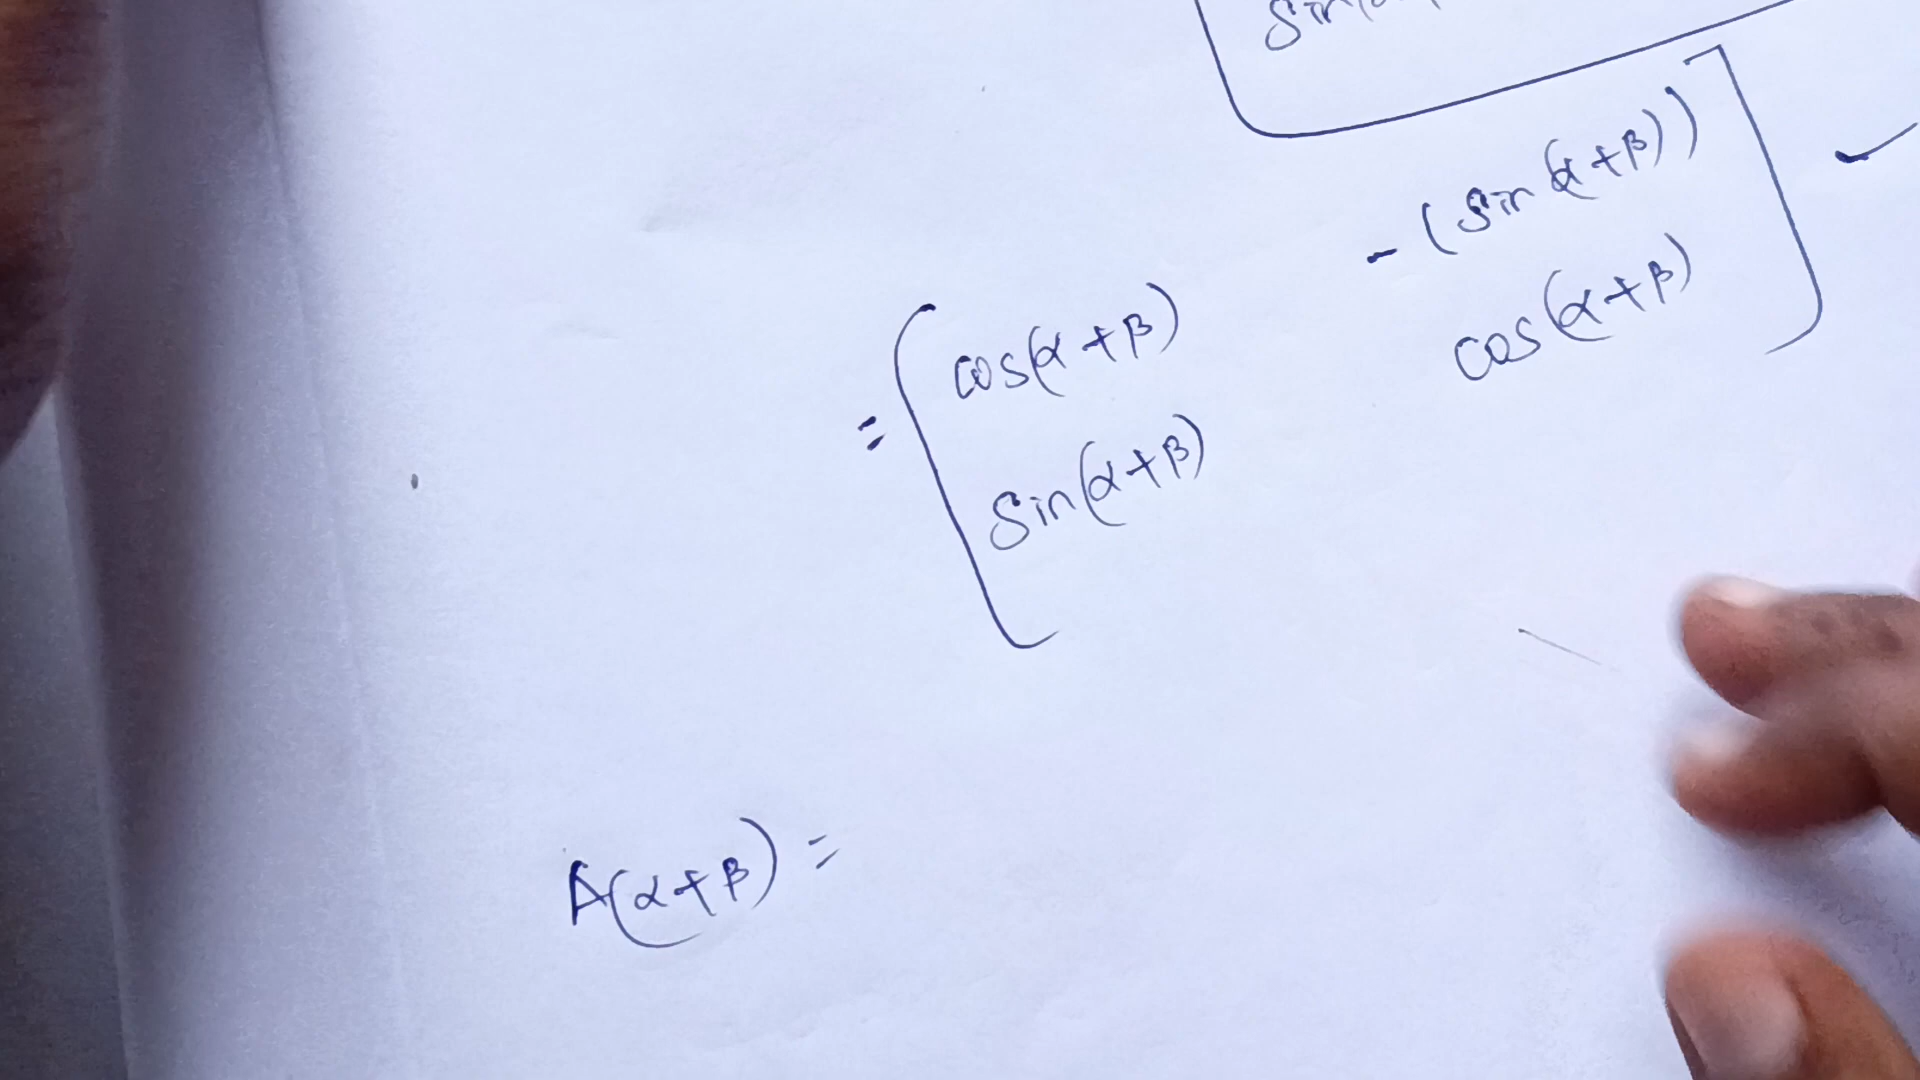 = [cos(α+β) -(sin(α+β))
sin(α+β) cos(α+β)]
A(α+β) =